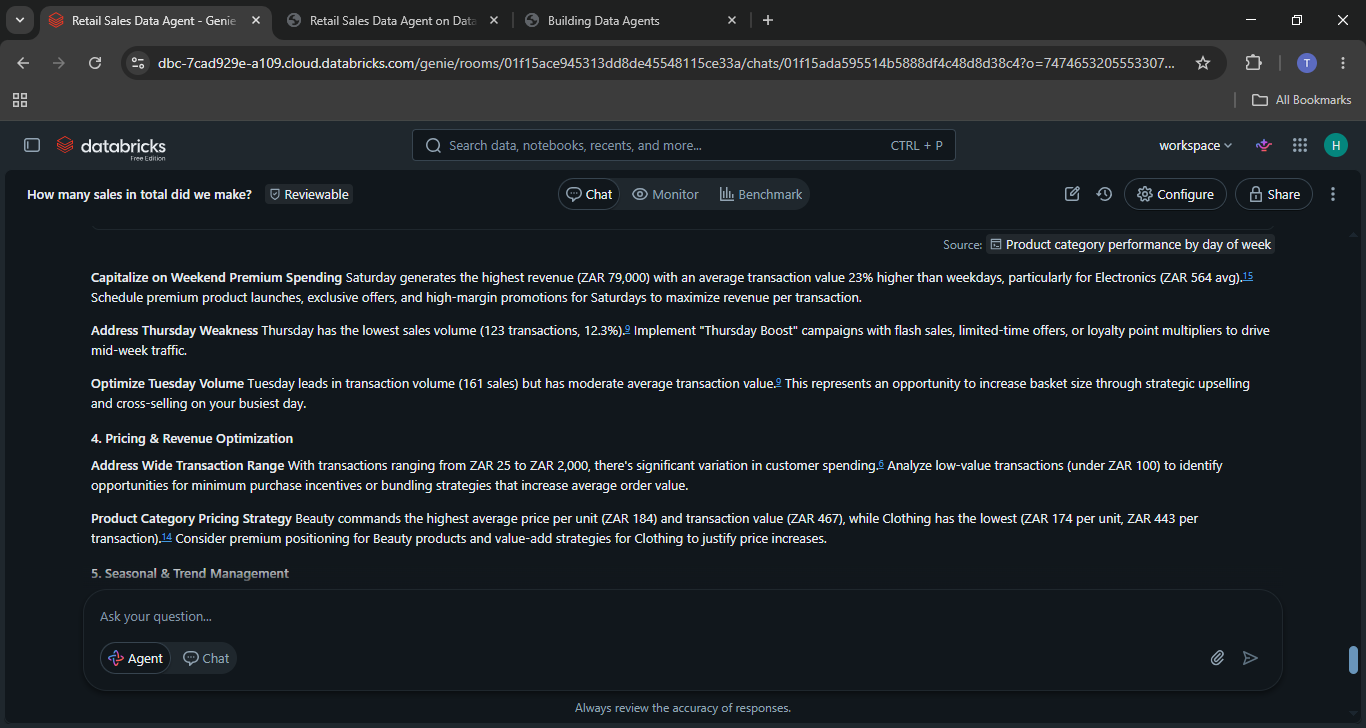 Retail Sales Data Agent - Genie
Retail Sales Data Agent on Data
Building Data Agents
dbc-7cad929e-a109.cloud.databricks.com/genie/rooms/01f15ace945313dd8de45548115ce33a/chats/01f15ada595514b5888df4c48d8d38c4?o=7474653205553307...
T
All Bookmarks
databricks
Free Edition
Search data, notebooks, recents, and more...
CTRL + P
workspace
H
How many sales in total did we make?
Reviewable
Chat
Monitor
Benchmark
Configure
Share
Source: Product category performance by day of week
Capitalize on Weekend Premium Spending Saturday generates the highest revenue (ZAR 79,000) with an average transaction value 23% higher than weekdays, particularly for Electronics (ZAR 564 avg).15
Schedule premium product launches, exclusive offers, and high-margin promotions for Saturdays to maximize revenue per transaction.
Address Thursday Weakness Thursday has the lowest sales volume (123 transactions, 12.3%).9 Implement "Thursday Boost" campaigns with flash sales, limited-time offers, or loyalty point multipliers to drive
mid-week traffic.
Optimize Tuesday Volume Tuesday leads in transaction volume (161 sales) but has moderate average transaction value.9 This represents an opportunity to increase basket size through strategic upselling
and cross-selling on your busiest day.
4. Pricing & Revenue Optimization
Address Wide Transaction Range With transactions ranging from ZAR 25 to ZAR 2,000, there's significant variation in customer spending.6 Analyze low-value transactions (under ZAR 100) to identify
opportunities for minimum purchase incentives or bundling strategies that increase average order value.
Product Category Pricing Strategy Beauty commands the highest average price per unit (ZAR 184) and transaction value (ZAR 467), while Clothing has the lowest (ZAR 174 per unit, ZAR 443 per
transaction).14 Consider premium positioning for Beauty products and value-add strategies for Clothing to justify price increases.
5. Seasonal & Trend Management
Ask your question...
Agent
Chat
Always review the accuracy of responses.